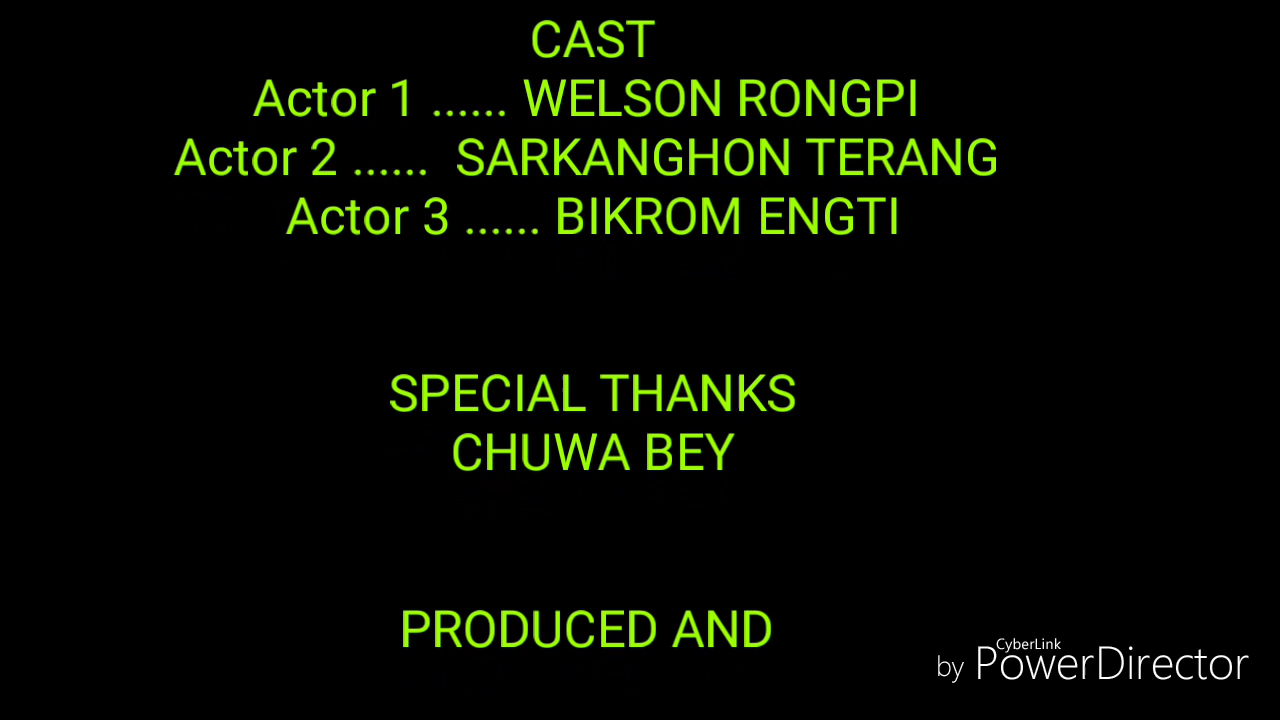 CAST
Actor 1 ...... WELSON RONGPI
Actor 2 ...... SARKANGHON TERANG
Actor 3 ...... BIKROM ENGTI
SPECIAL THANKS
CHUWA BEY
PRODUCED AND
CyberLink
by PowerDirector